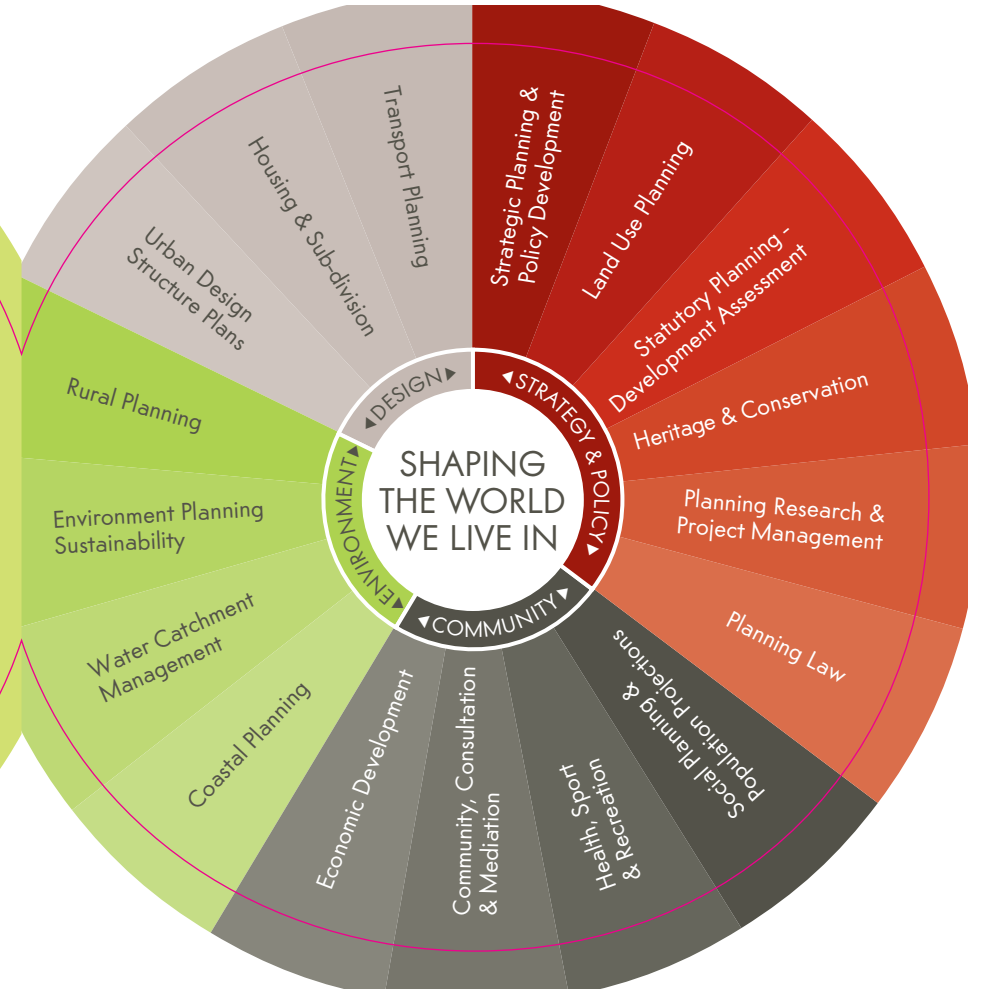 SHAPING
THE WORLD
WE LIVE IN
STRATEGY & POLICY
Strategic Planning &
Policy Development
Land Use Planning
Statutory Planning -
Development Assessment
Heritage & Conservation
Planning Research &
Project Management
Planning Law
COMMUNITY
Social Planning &
Population Projections
Health, Sport
& Recreation
Community, Consultation
& Mediation
Economic Development
ENVIRONMENT
Coastal Planning
Water Catchment
Management
Environment Planning
Sustainability
Rural Planning
DESIGN
Urban Design
Structure Plans
Housing & Sub-division
Transport Planning